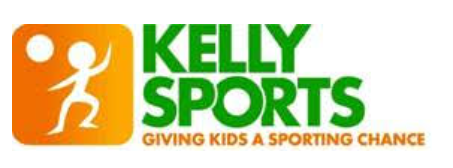 KELLY
SPORTS
GIVING KIDS A SPORTING CHANCE